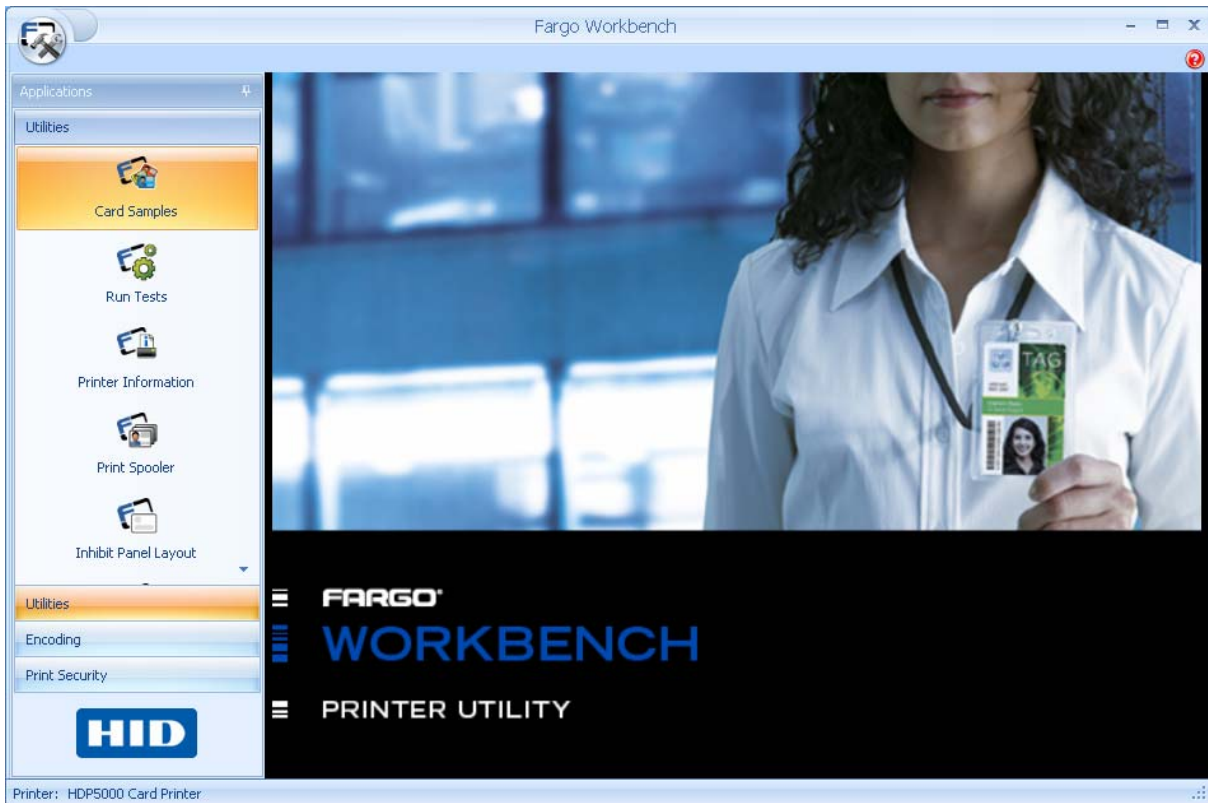 Fargo Workbench
Applications
Utilities
Card Samples
Run Tests
Printer Information
Print Spooler
Inhibit Panel Layout
Utilities
Encoding
Print Security
HID
TAG
FARGO®
WORKBENCH
PRINTER UTILITY
Printer: HDP5000 Card Printer